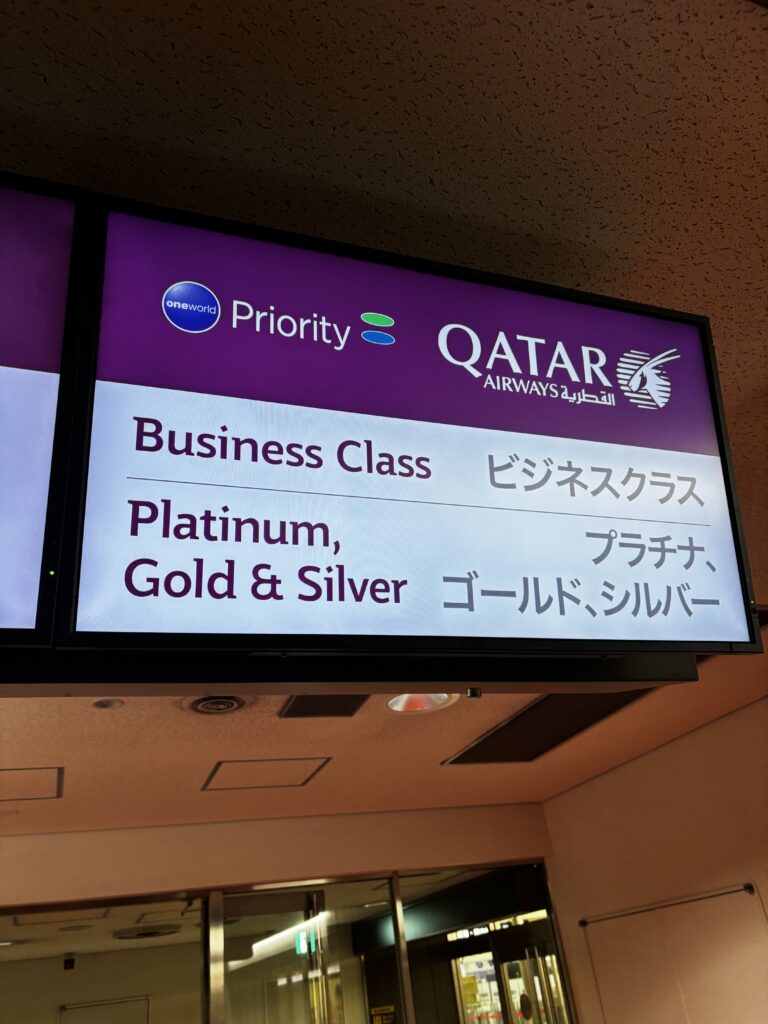 oneworld Priority
QATAR
AIRWAYS القطرية
Business Class ビジネスクラス
Platinum, プラチナ、
Gold & Silver ゴールド、シルバー